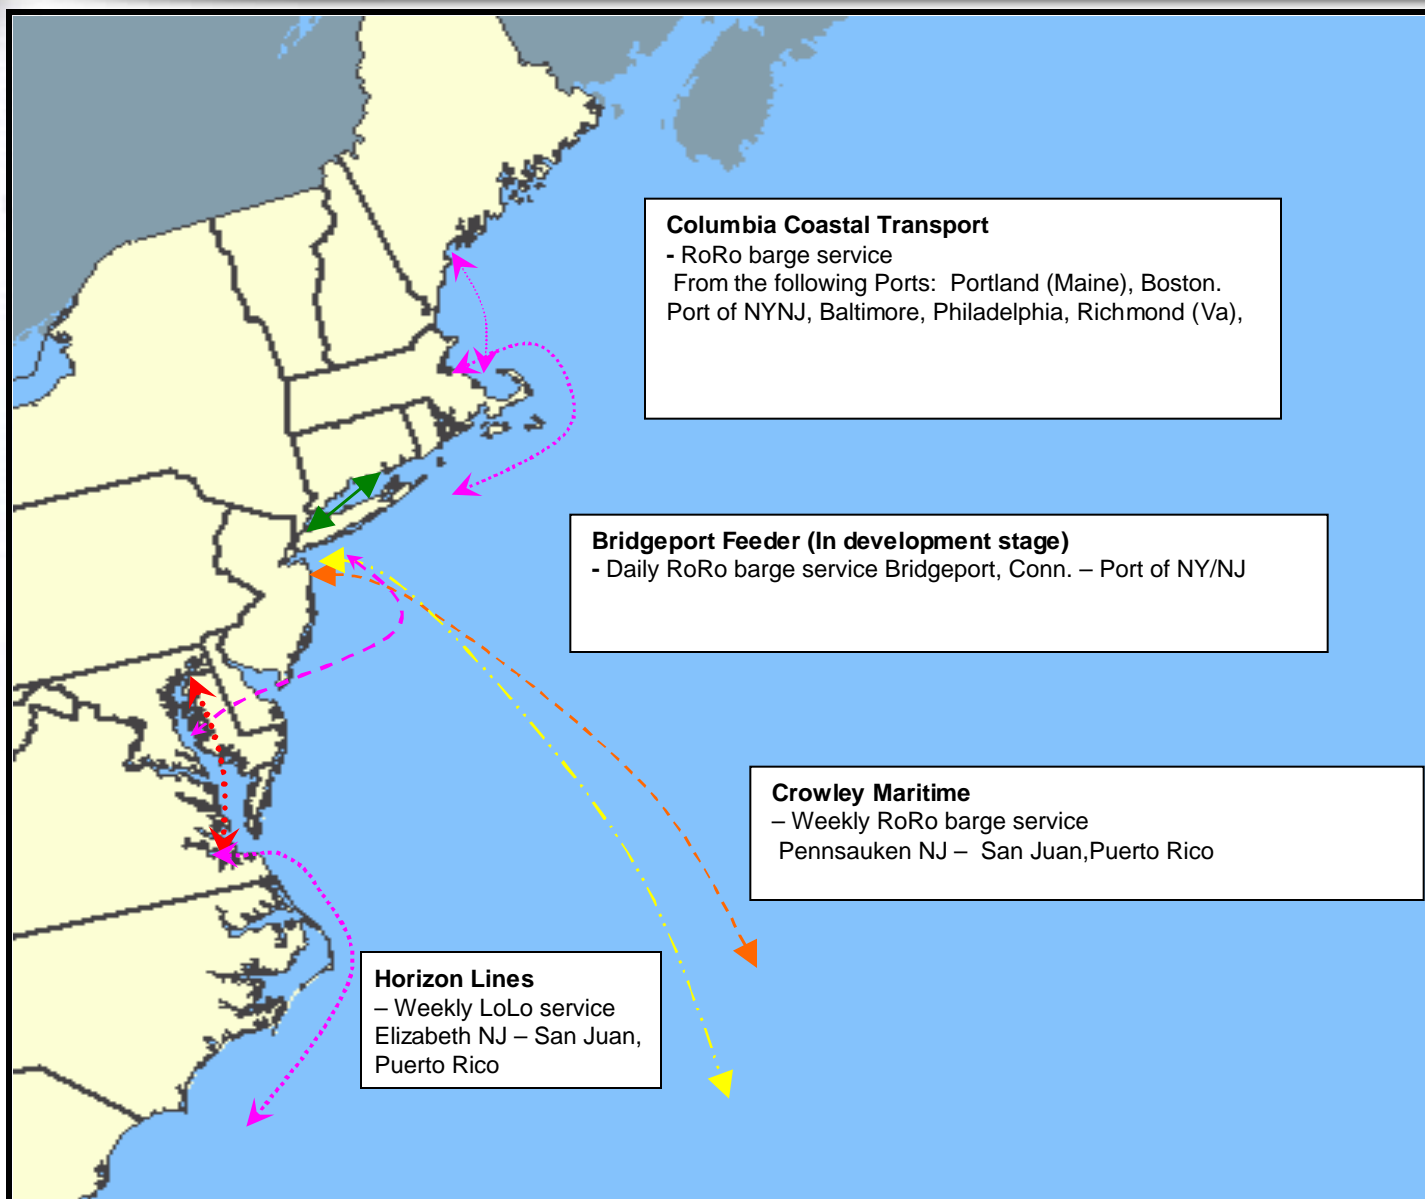 Columbia Coastal Transport
- RoRo barge service
From the following Ports: Portland (Maine), Boston.
Port of NYNJ, Baltimore, Philadelphia, Richmond (Va),
Bridgeport Feeder (In development stage)
- Daily RoRo barge service Bridgeport, Conn. – Port of NY/NJ
Crowley Maritime
– Weekly RoRo barge service
Pennsauken NJ – San Juan,Puerto Rico
Horizon Lines
– Weekly LoLo service
Elizabeth NJ – San Juan,
Puerto Rico